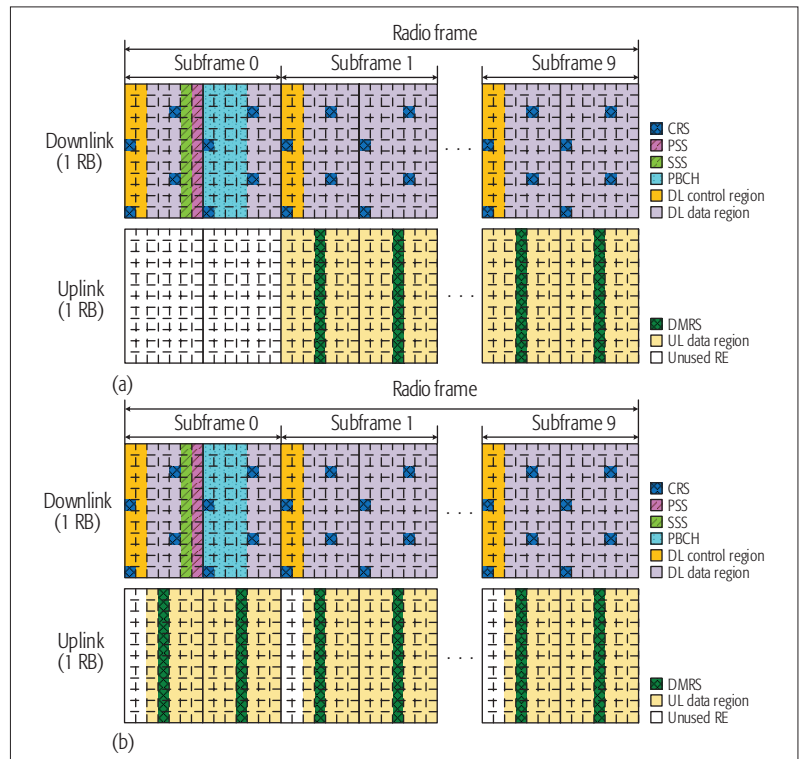 Radio frame
Subframe 0
Subframe 1
Subframe 9
Downlink
(1 RB)
. . .
CRS
PSS
SSS
PBCH
DL control region
DL data region
Uplink
(1 RB)
. . .
DMRS
UL data region
Unused RE
(a)
Radio frame
Subframe 0
Subframe 1
Subframe 9
Downlink
(1 RB)
. . .
CRS
PSS
SSS
PBCH
DL control region
DL data region
Uplink
(1 RB)
. . .
DMRS
UL data region
Unused RE
(b)